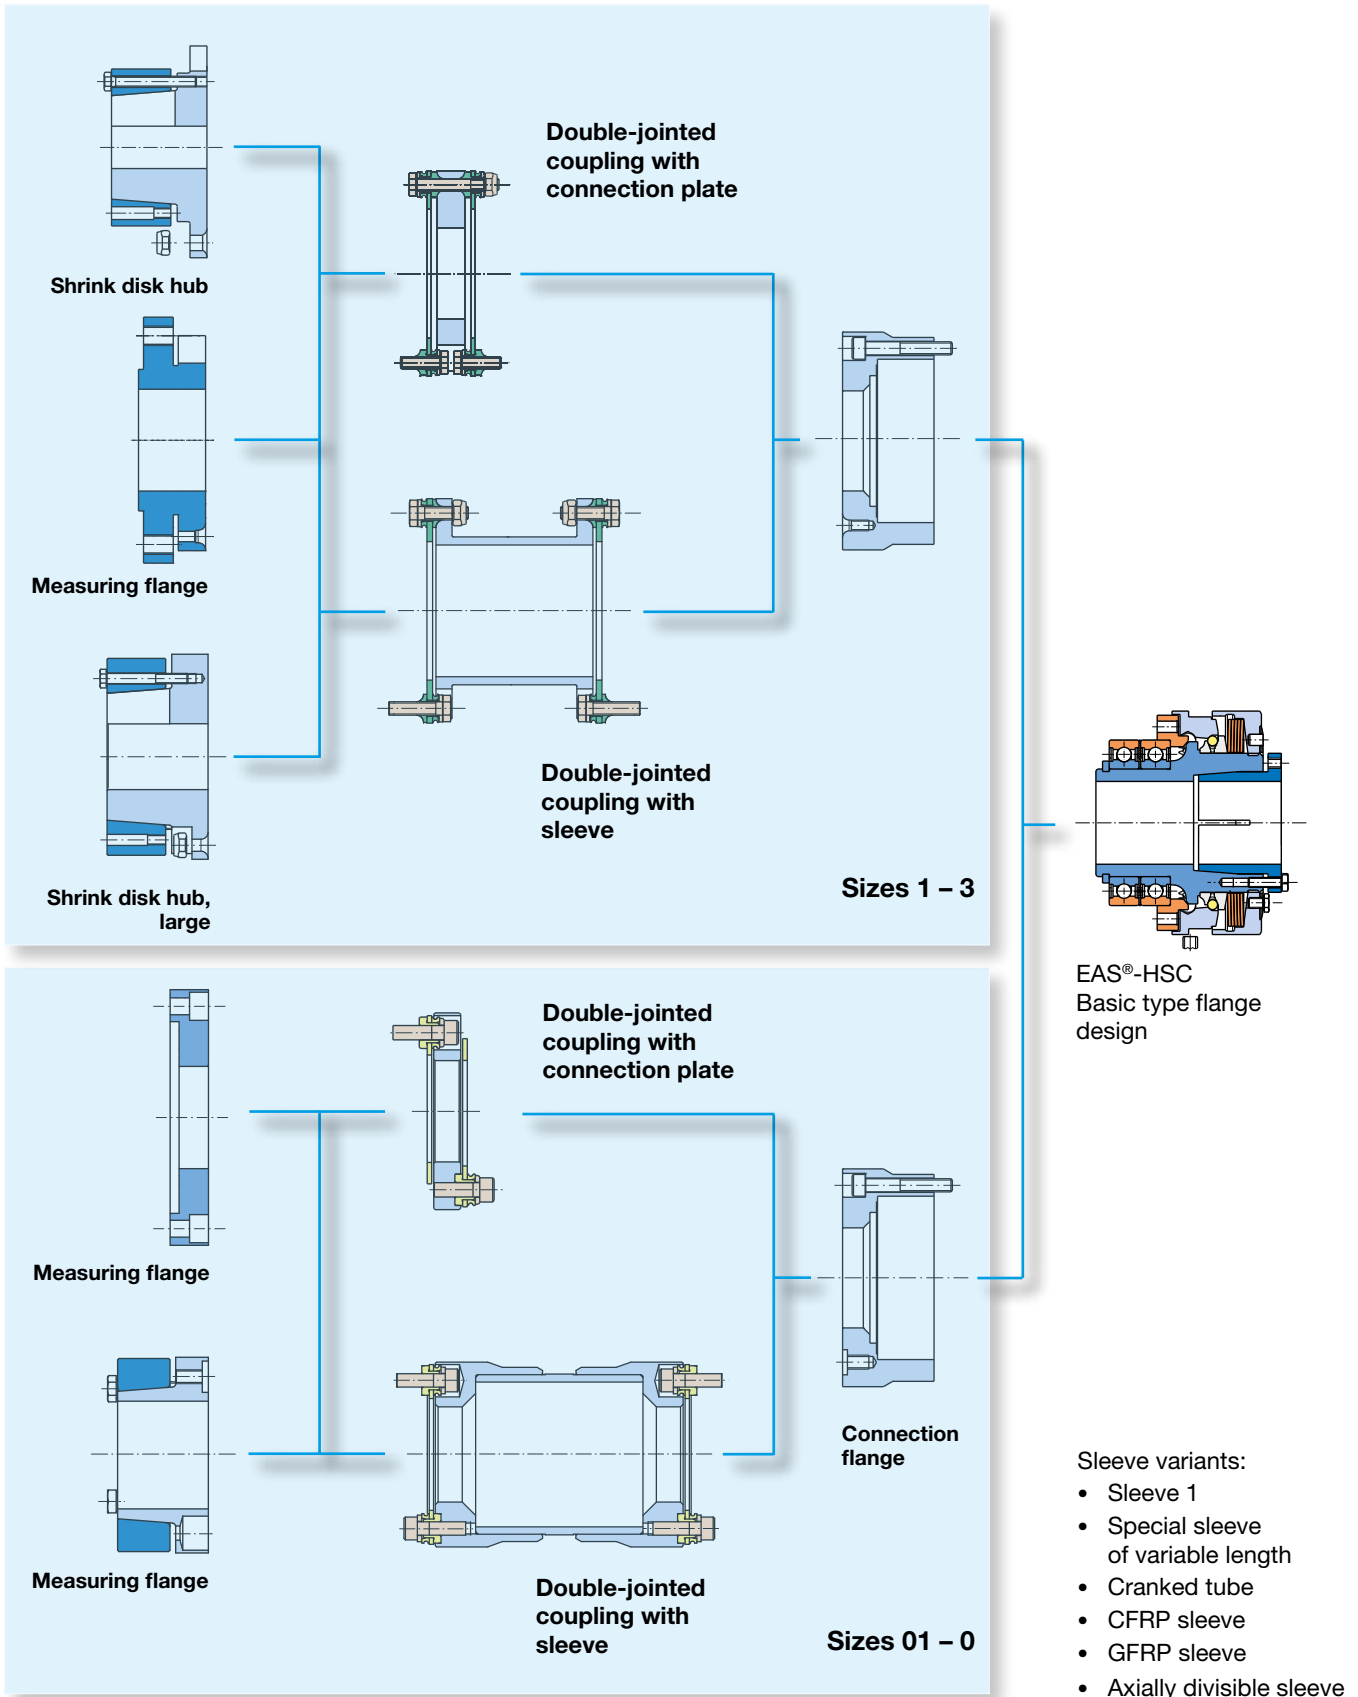 Double-jointed
coupling with
connection plate
Shrink disk hub
Measuring flange
Double-jointed
coupling with
sleeve
Shrink disk hub,
large
Sizes 1 – 3
EAS®-HSC
Basic type flange
design
Double-jointed
coupling with
connection plate
Measuring flange
Connection
flange
Measuring flange
Double-jointed
coupling with
sleeve
Sizes 01 – 0
Sleeve variants:
• Sleeve 1
• Special sleeve
of variable length
• Cranked tube
• CFRP sleeve
• GFRP sleeve
• Axially divisible sleeve